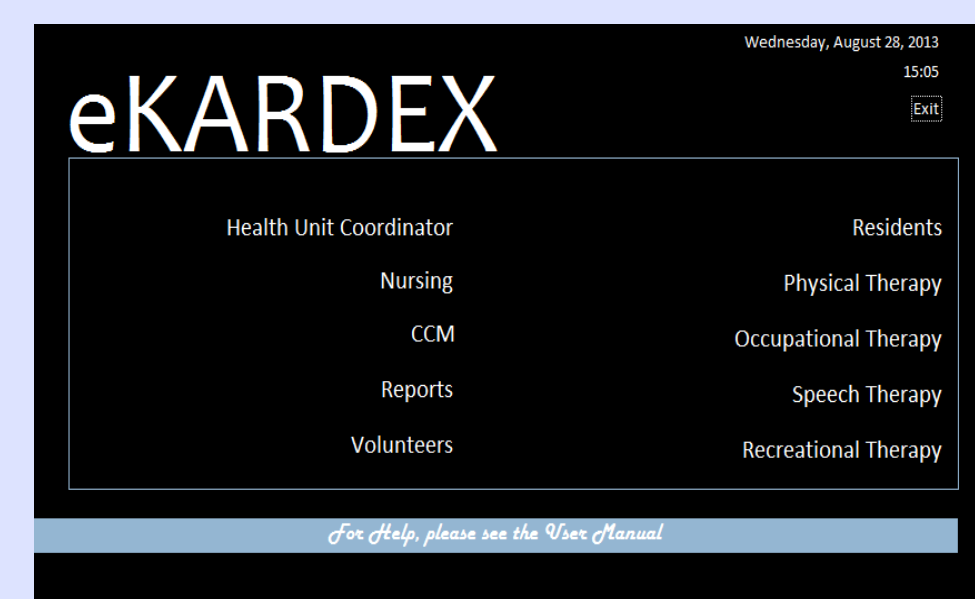 Wednesday, August 28, 2013
15:05
eKARDEX
Exit
Health Unit Coordinator
Residents
Nursing
Physical Therapy
CCM
Occupational Therapy
Reports
Speech Therapy
Volunteers
Recreational Therapy
For Help, please see the User Manual